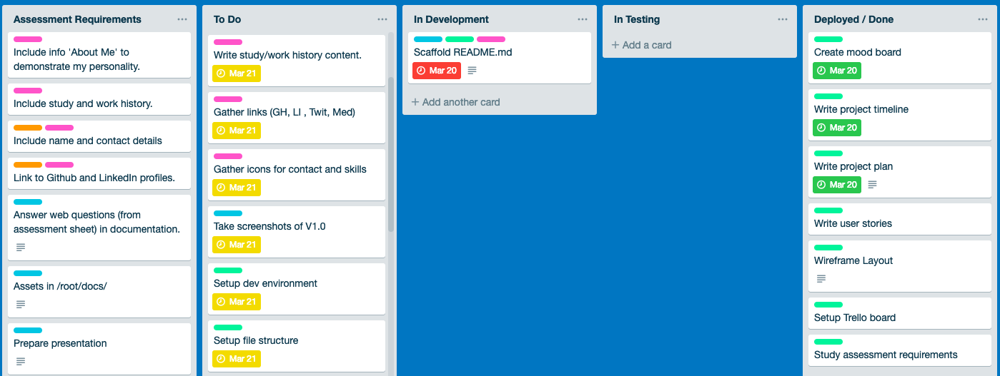 Assessment Requirements
Include info 'About Me' to
demonstrate my personality.
Include study and work history.
Include name and contact details
Link to Github and LinkedIn profiles.
Answer web questions (from
assessment sheet) in documentation.
Assets in /root/docs/
Prepare presentation
To Do
Write study/work history content.
Mar 21
Gather links (GH, LI , Twit, Med)
Mar 21
Gather icons for contact and skills
Mar 21
Take screenshots of V1.0
Mar 21
Setup dev environment
Mar 21
Setup file structure
Mar 21
In Development
Scaffold README.md
Mar 20
+ Add another card
In Testing
+ Add a card
Deployed / Done
Create mood board
Mar 20
Write project timeline
Mar 20
Write project plan
Mar 20
Write user stories
Wireframe Layout
Setup Trello board
Study assessment requirements